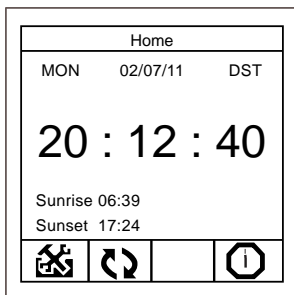 Home
MON 02/07/11 DST
20 : 12 : 40
Sunrise 06:39
Sunset 17:24
i